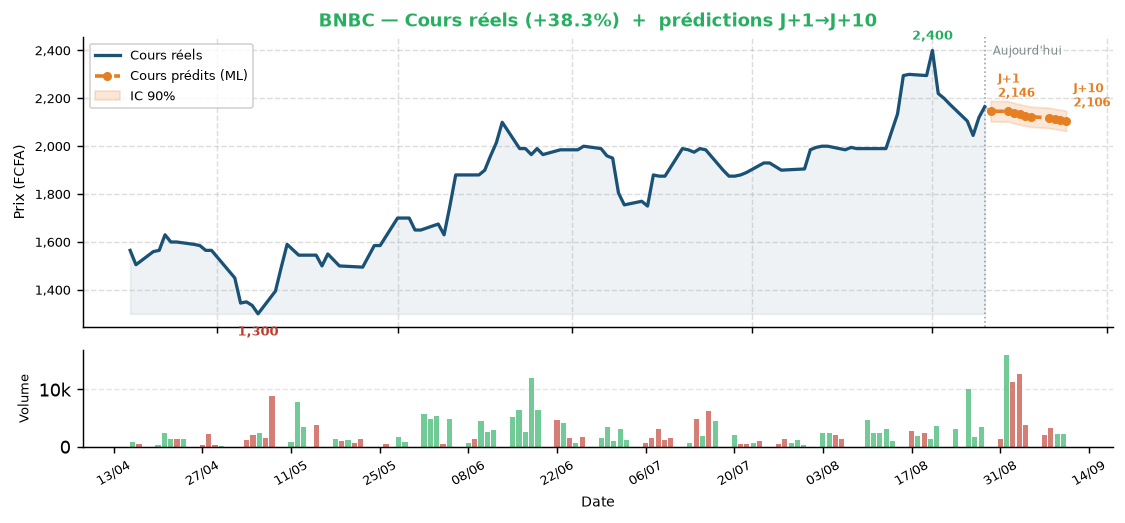 BNBC — Cours réels (+38.3%)  +  prédictions J+1→J+10
Cours réels
Cours prédits (ML)
IC 90%
2,400
Aujourd'hui
J+1
2,146
J+10
2,106
1,300
Prix (FCFA)
2,400
2,200
2,000
1,800
1,600
1,400
Volume
10k
0
13/04
27/04
11/05
25/05
08/06
22/06
06/07
20/07
03/08
17/08
31/08
14/09
Date